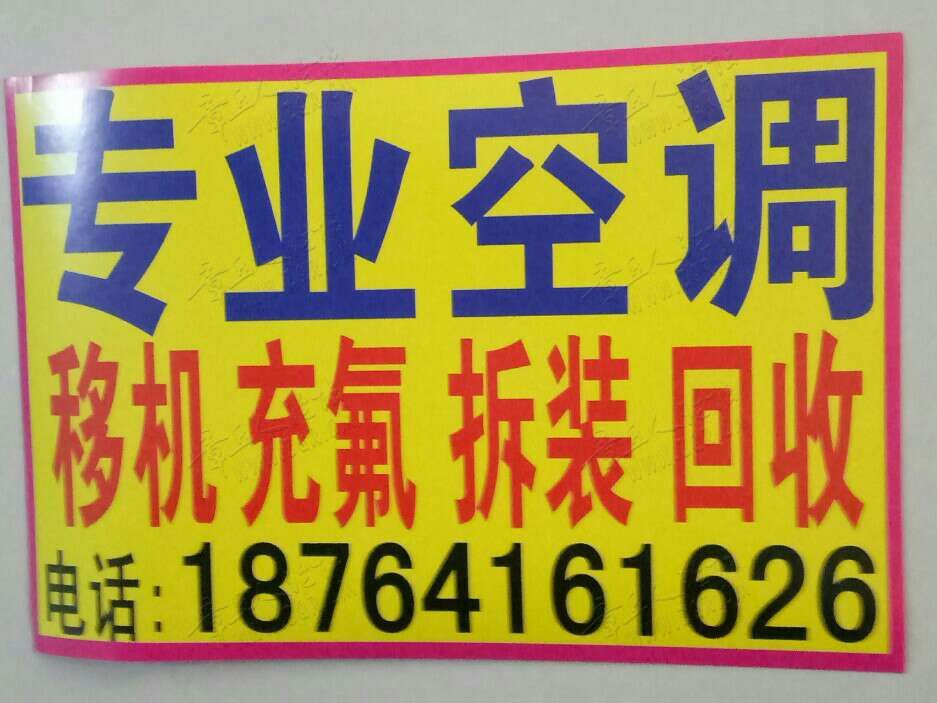 专业空调
移机 充氟 拆装 回收
电话:18764161626